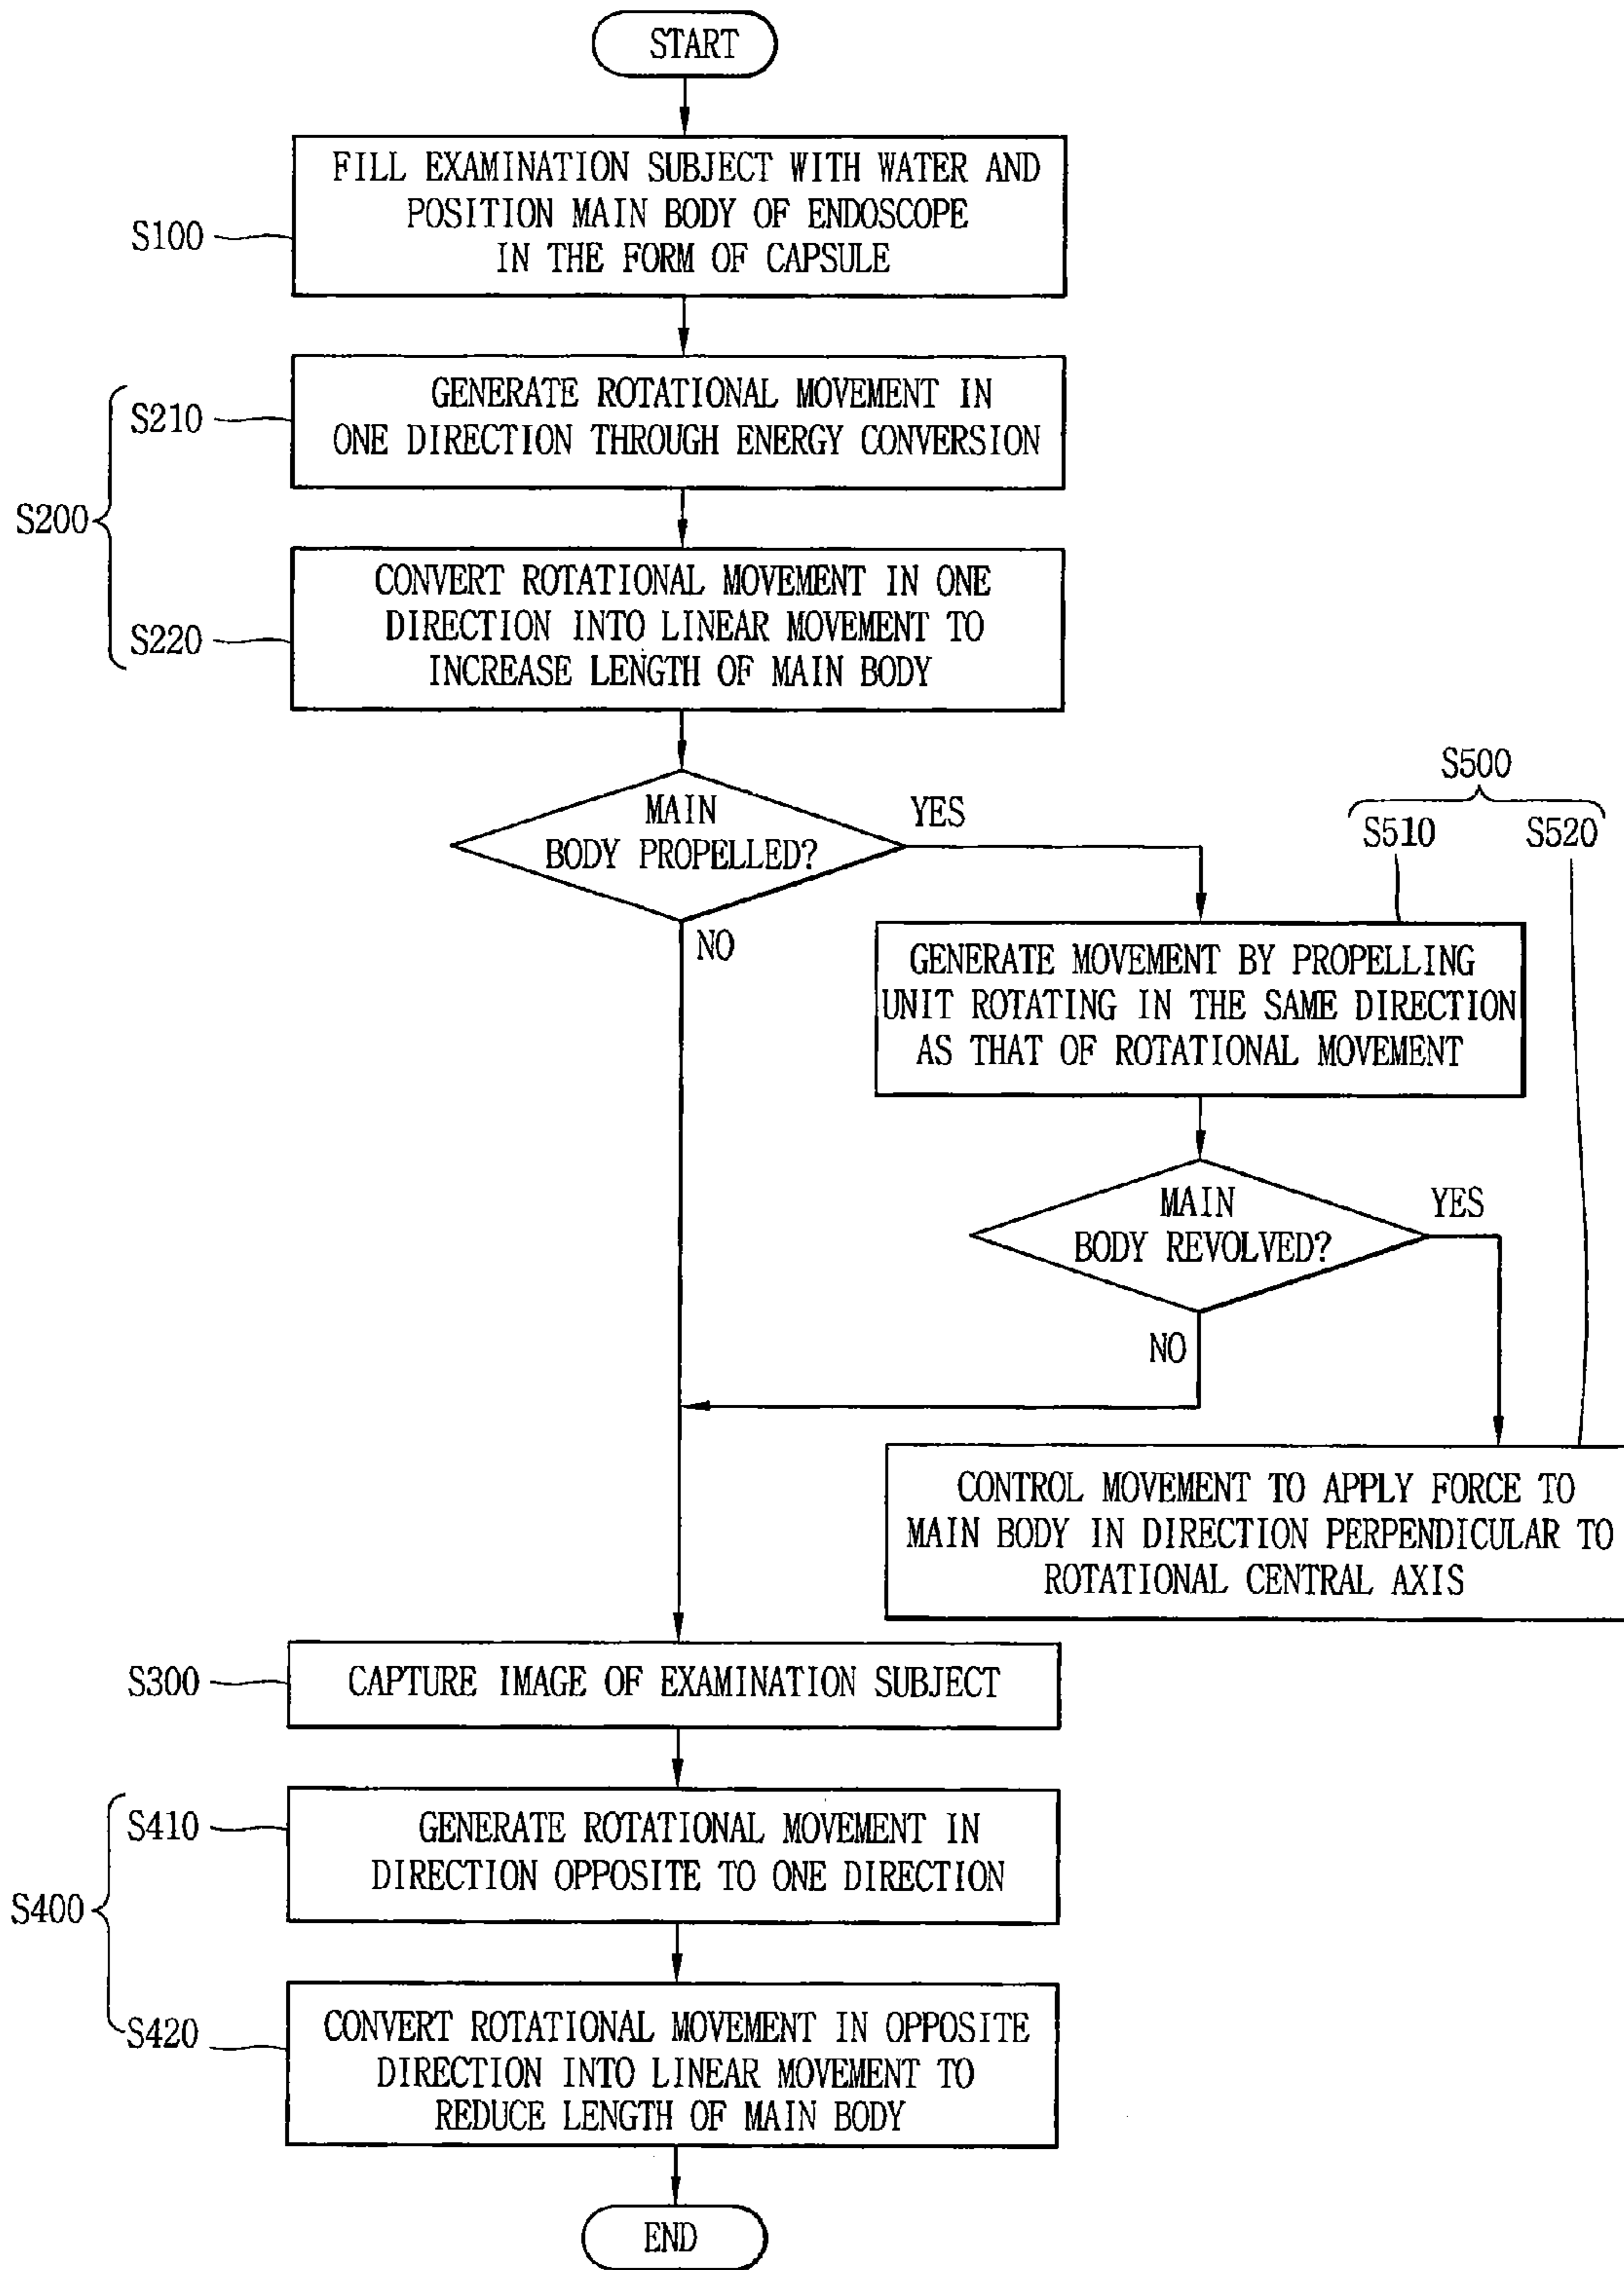 START
FILL EXAMINATION SUBJECT WITH WATER AND
POSITION MAIN BODY OF ENDOSCOPE
IN THE FORM OF CAPSULE
S100
GENERATE ROTATIONAL MOVEMENT IN
ONE DIRECTION THROUGH ENERGY CONVERSION
S210
S200
CONVERT ROTATIONAL MOVEMENT IN ONE
DIRECTION INTO LINEAR MOVEMENT TO
INCREASE LENGTH OF MAIN BODY
S220
MAIN
BODY PROPELLED?
YES
NO
S500
S510
S520
GENERATE MOVEMENT BY PROPELLING
UNIT ROTATING IN THE SAME DIRECTION
AS THAT OF ROTATIONAL MOVEMENT
MAIN
BODY REVOLVED?
YES
NO
CONTROL MOVEMENT TO APPLY FORCE TO
MAIN BODY IN DIRECTION PERPENDICULAR TO
ROTATIONAL CENTRAL AXIS
S300
CAPTURE IMAGE OF EXAMINATION SUBJECT
S410
GENERATE ROTATIONAL MOVEMENT IN
DIRECTION OPPOSITE TO ONE DIRECTION
S400
S420
CONVERT ROTATIONAL MOVEMENT IN OPPOSITE
DIRECTION INTO LINEAR MOVEMENT TO
REDUCE LENGTH OF MAIN BODY
END